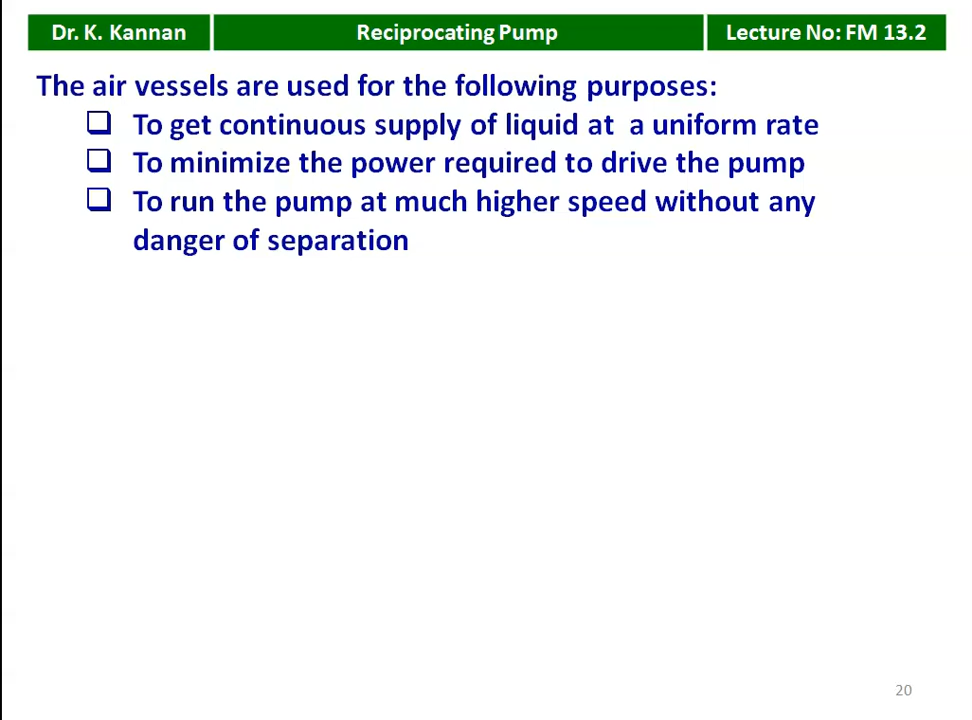 Dr. K. Kannan Reciprocating Pump Lecture No: FM 13.2
The air vessels are used for the following purposes:
To get continuous supply of liquid at a uniform rate
To minimize the power required to drive the pump
To run the pump at much higher speed without any
danger of separation
20